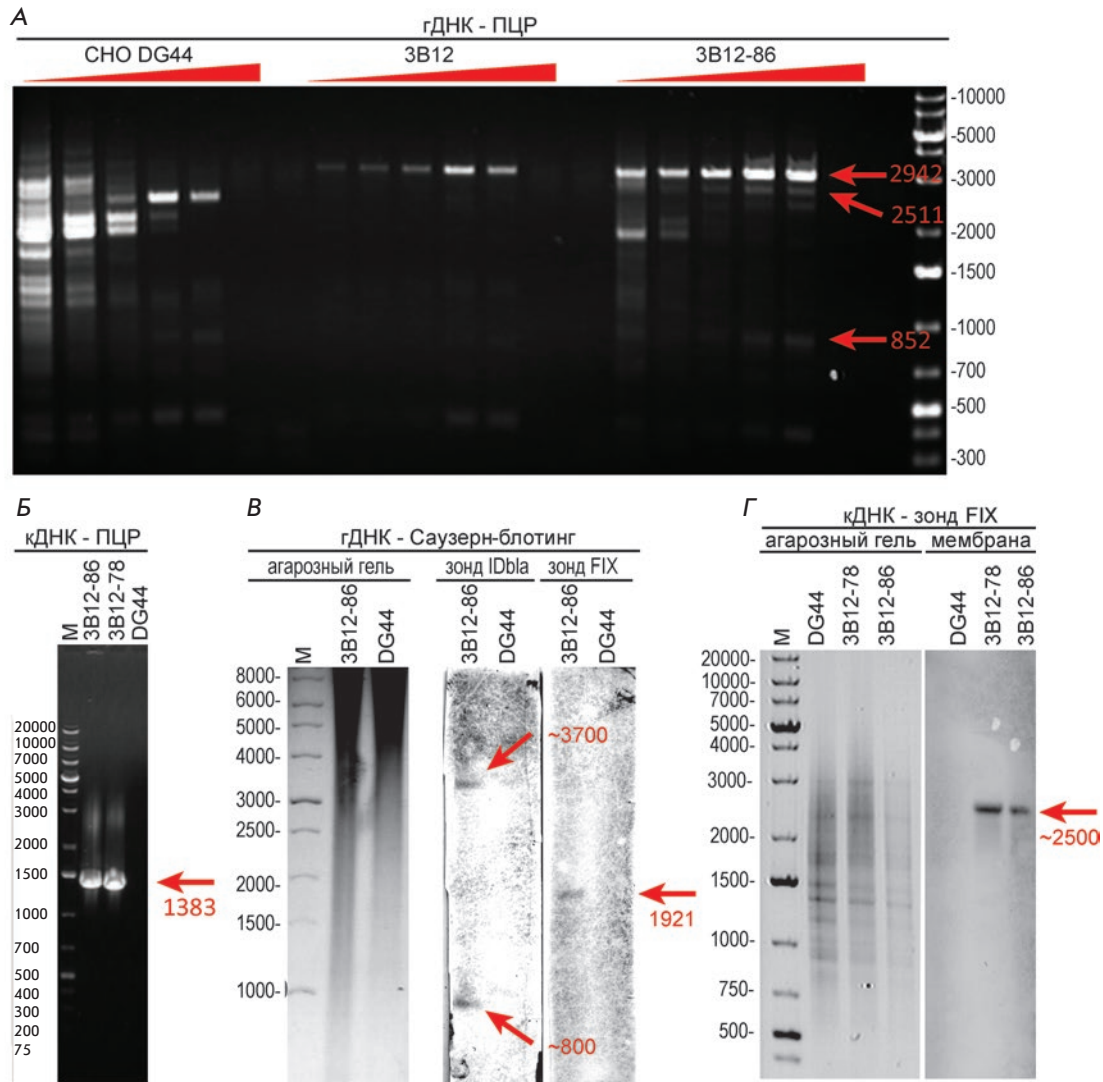 А
гДНК - ПЦР
CHO DG44
3B12
3B12-86
-10000
-5000
-3000
-2000
-1500
-1000
-700
-500
-300
2942
2511
852
Б
кДНК - ПЦР
M
3B12-86
3B12-78
DG44
20000
10000
7000
5000
4000
3000
2000
1500
1000
700
500
400
300
200
75
1383
В
гДНК - Саузерн-блотинг
агарозный гель
зонд IDbla
зонд FIX
M
3B12-86
DG44
3B12-86
DG44
3B12-86
DG44
8000-
6000-
5000-
4000-
3000-
2500-
2000-
1500-
1000-
~3700
~800
1921
Г
кДНК - зонд FIX
агарозный гель
мембрана
M
DG44
3B12-78
3B12-86
DG44
3B12-78
3B12-86
20000-
10000-
7000-
5000-
4000-
3000-
2000-
1500-
1000-
750-
500-
~2500